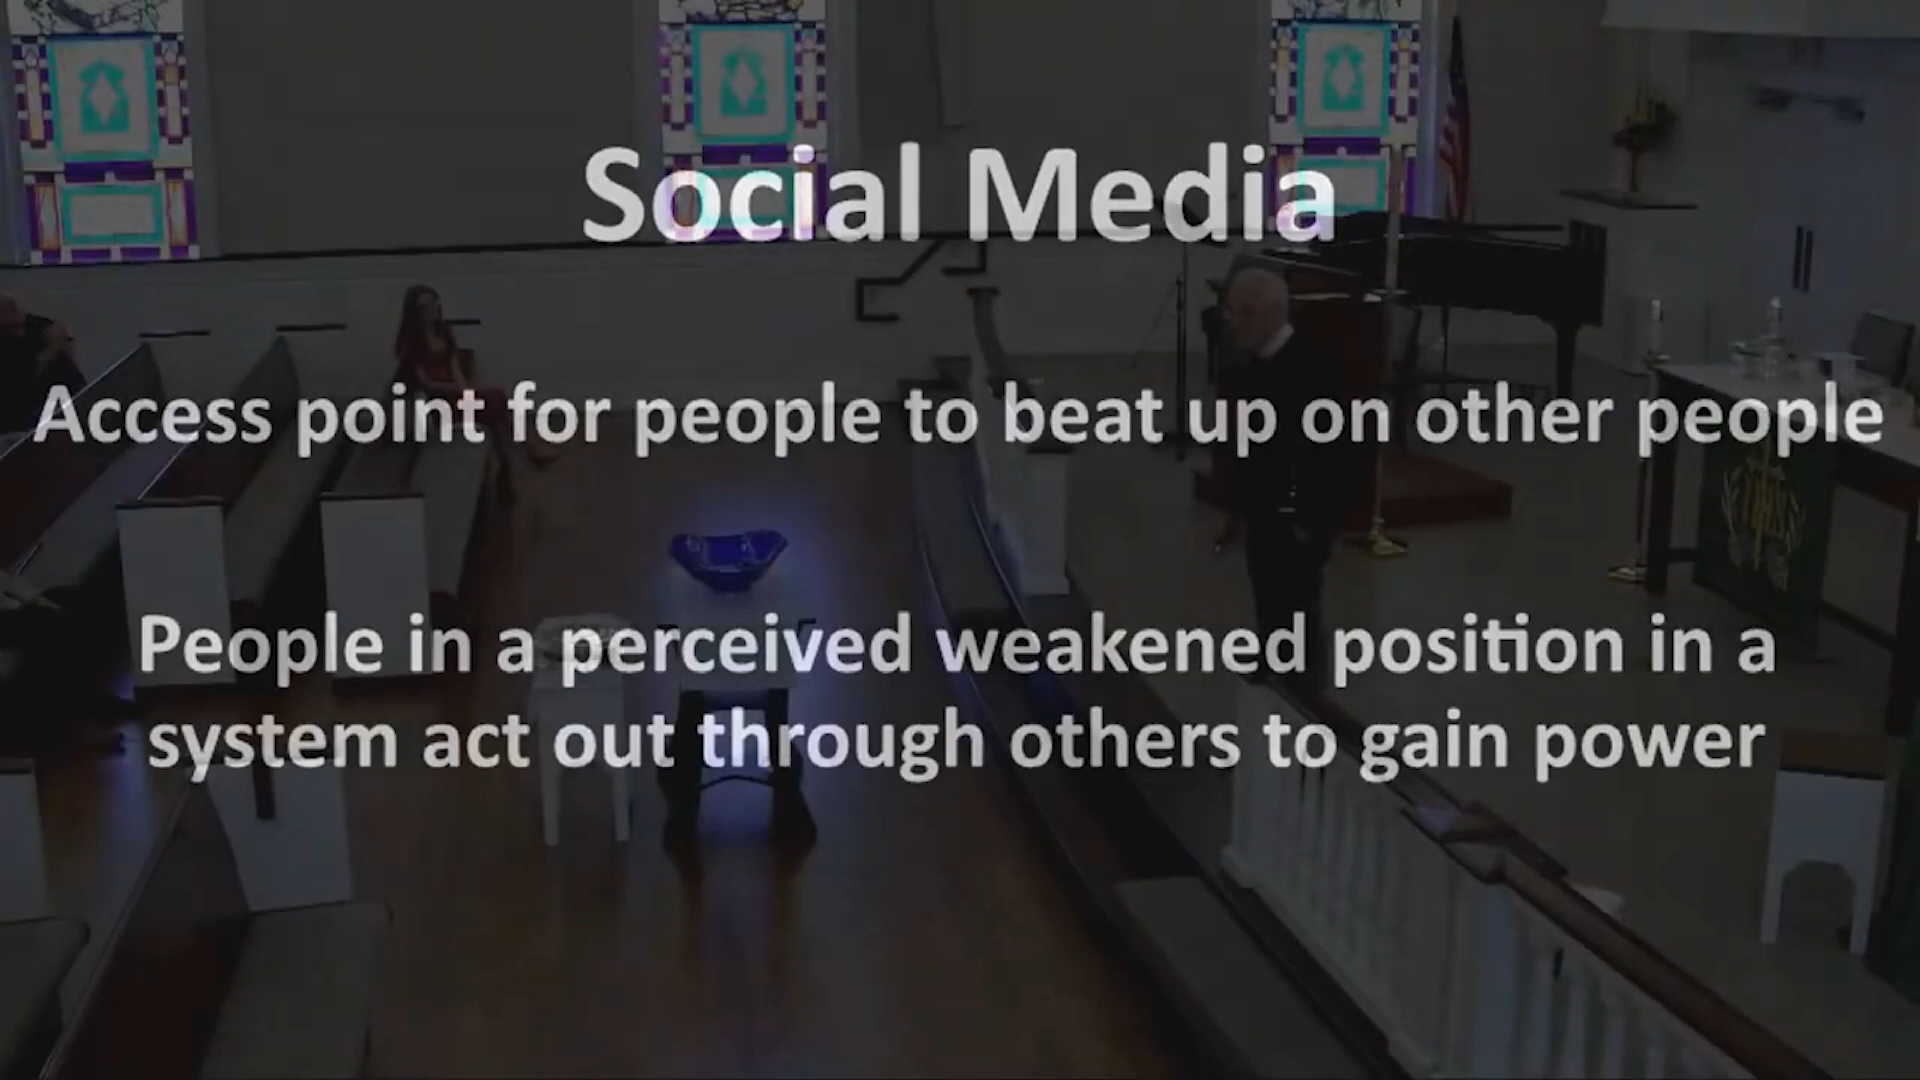 Social Media
Access point for people to beat up on other people
People in a perceived weakened position in a
system act out through others to gain power